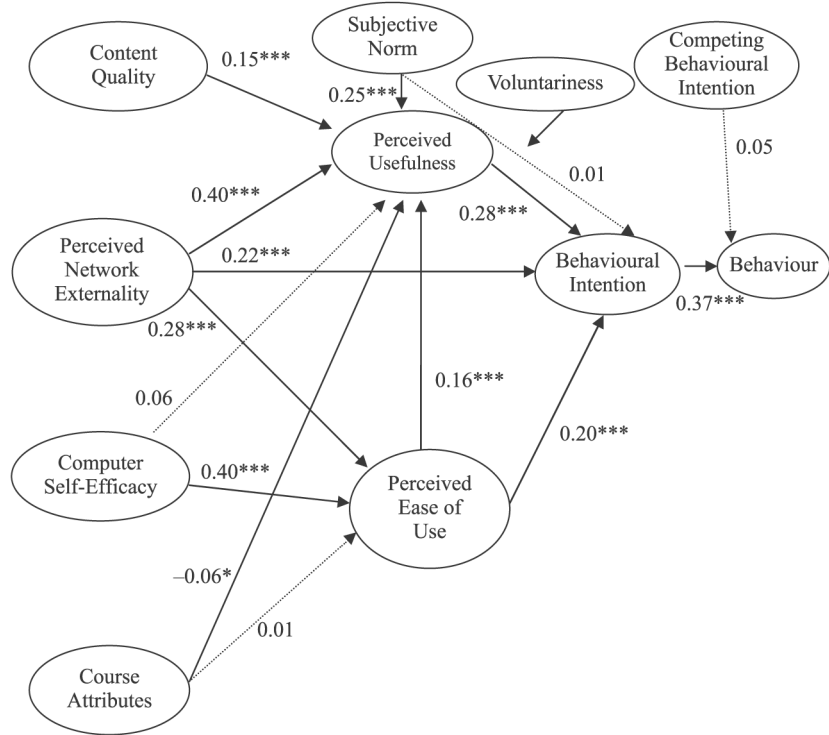 Content
Quality
0.15***
Subjective
Norm
0.25***
Voluntariness
Competing
Behavioural
Intention
0.05
Perceived
Usefulness
0.01
0.40***
0.28***
Perceived
Network
Externality
0.22***
Behavioural
Intention
Behaviour
0.37***
0.28***
0.06
0.16***
0.20***
Computer
Self-Efficacy
0.40***
Perceived
Ease of
Use
–0.06*
0.01
Course
Attributes